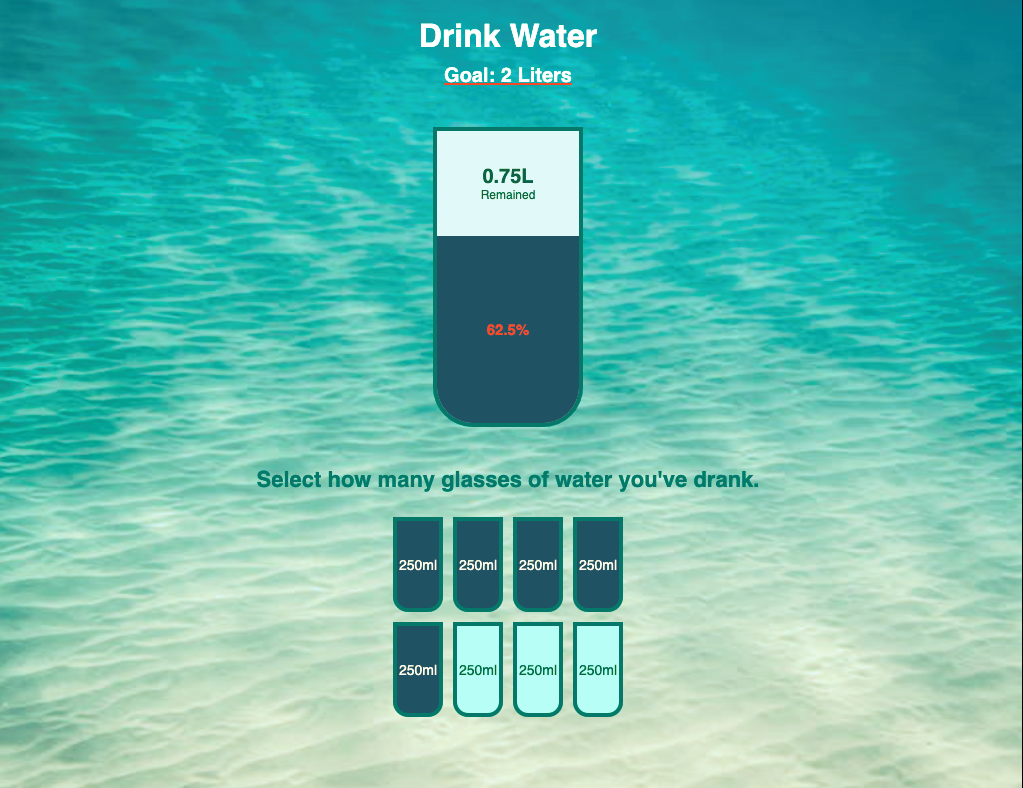 Drink Water
Goal: 2 Liters
0.75L
Remained
62.5%
Select how many glasses of water you've drank.
250ml 250ml 250ml 250ml
250ml 250ml 250ml 250ml